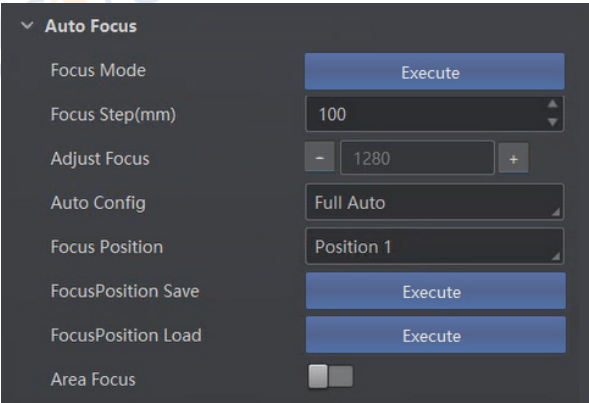 Auto Focus
Focus Mode Execute
Focus Step(mm) 100
Adjust Focus - 1280 +
Auto Config Full Auto
Focus Position Position 1
FocusPosition Save Execute
FocusPosition Load Execute
Area Focus